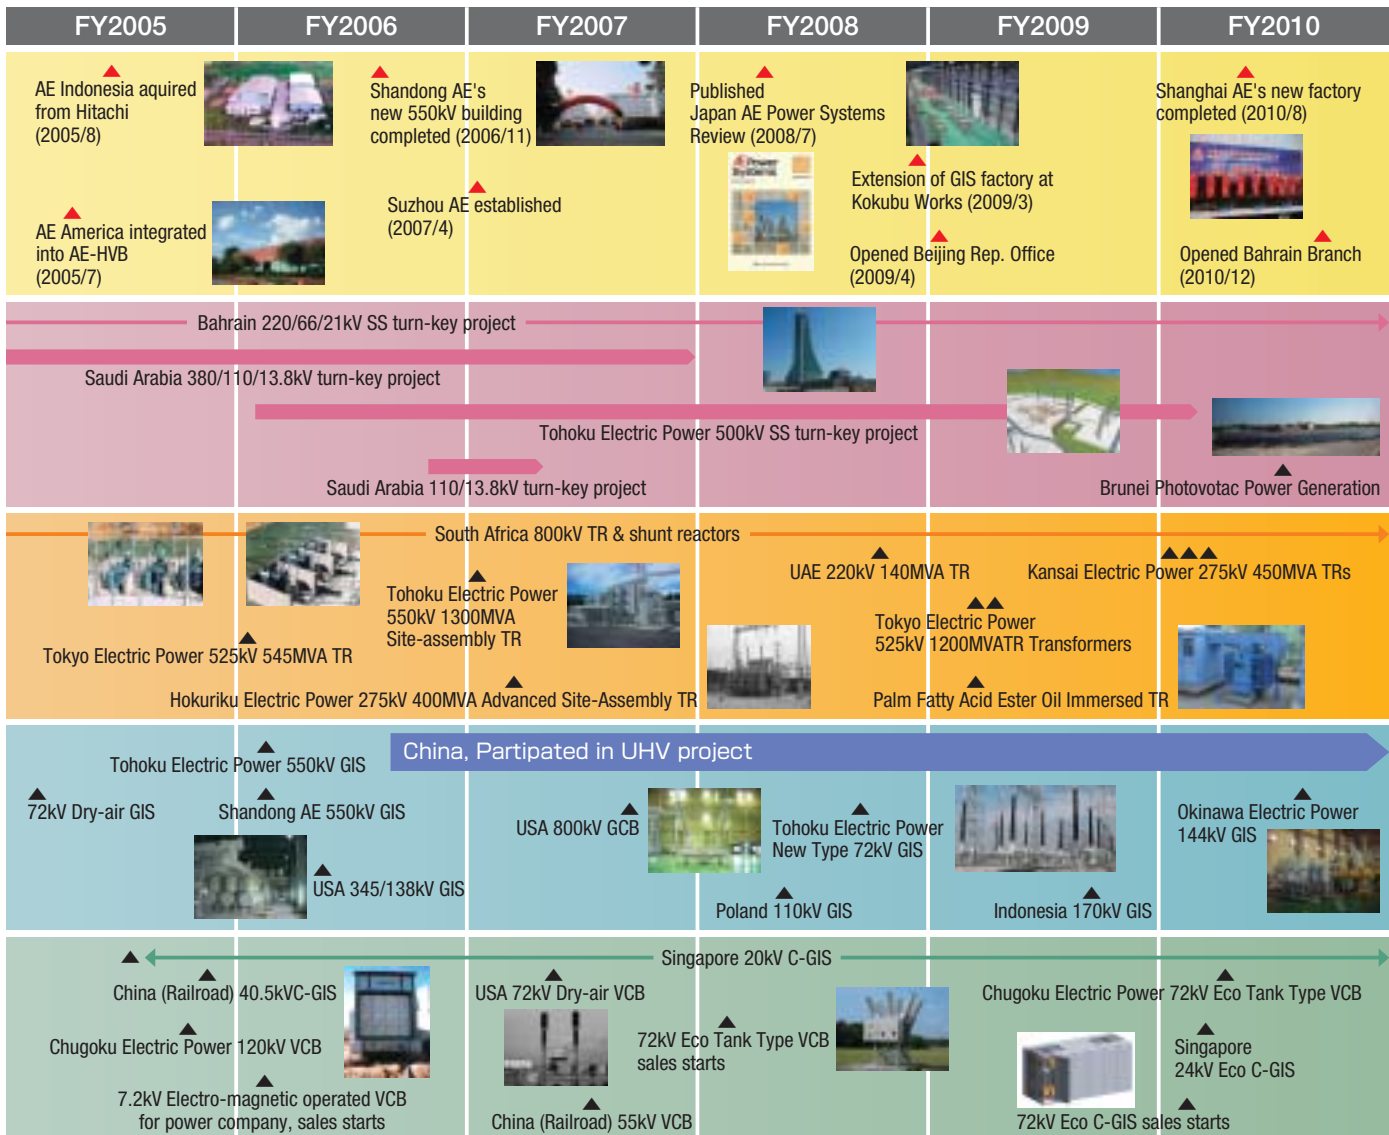 FY2005
FY2006
FY2007
FY2008
FY2009
FY2010
AE Indonesia aquired
from Hitachi
(2005/8)
Shandong AE's
new 550kV building
completed (2006/11)
Published
Japan AE Power Systems
Review (2008/7)
Shanghai AE's new factory
completed (2010/8)
Power
Systems
AE America integrated
into AE-HVB
(2005/7)
Suzhou AE established
(2007/4)
Extension of GIS factory at
Kokubu Works (2009/3)
Opened Beijing Rep. Office
(2009/4)
Opened Bahrain Branch
(2010/12)
Bahrain 220/66/21kV SS turn-key project
Saudi Arabia 380/110/13.8kV turn-key project
Tohoku Electric Power 500kV SS turn-key project
Saudi Arabia 110/13.8kV turn-key project
Brunei Photovotac Power Generation
South Africa 800kV TR & shunt reactors
UAE 220kV 140MVA TR
Kansai Electric Power 275kV 450MVA TRs
Tohoku Electric Power
550kV 1300MVA
Site-assembly TR
Tokyo Electric Power
525kV 1200MVATR Transformers
Tokyo Electric Power 525kV 545MVA TR
Hokuriku Electric Power 275kV 400MVA Advanced Site-Assembly TR
Palm Fatty Acid Ester Oil Immersed TR
China, Partipated in UHV project
Tohoku Electric Power 550kV GIS
72kV Dry-air GIS
Shandong AE 550kV GIS
USA 800kV GCB
Tohoku Electric Power
New Type 72kV GIS
Okinawa Electric Power
144kV GIS
USA 345/138kV GIS
Poland 110kV GIS
Indonesia 170kV GIS
Singapore 20kV C-GIS
China (Railroad) 40.5kVC-GIS
USA 72kV Dry-air VCB
Chugoku Electric Power 72kV Eco Tank Type VCB
Chugoku Electric Power 120kV VCB
72kV Eco Tank Type VCB
sales starts
Singapore
24kV Eco C-GIS
7.2kV Electro-magnetic operated VCB
for power company, sales starts
China (Railroad) 55kV VCB
72kV Eco C-GIS sales starts